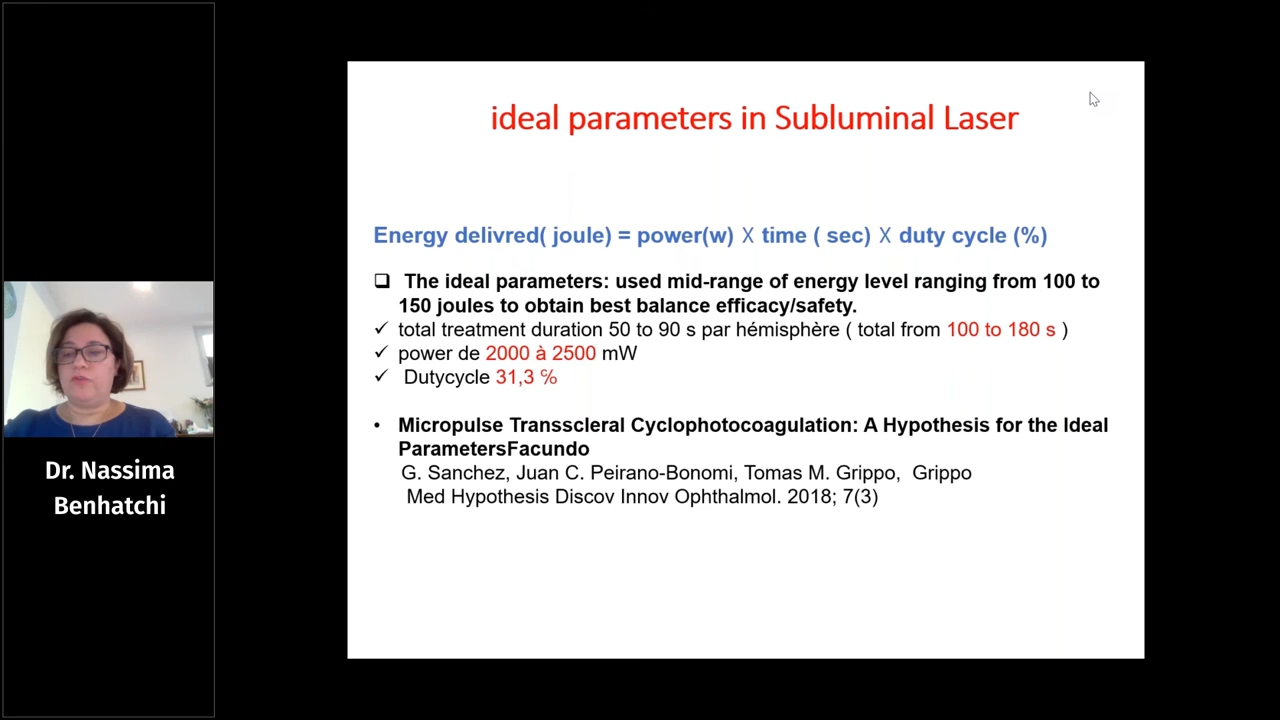 ideal parameters in Subluminal Laser
Energy delivred( joule) = power(w) X time ( sec) X duty cycle (%)
❑ The ideal parameters: used mid-range of energy level ranging from 100 to
150 joules to obtain best balance efficacy/safety.
✓ total treatment duration 50 to 90 s par hémisphère ( total from 100 to 180 s )
✓ power de 2000 à 2500 mW
✓ Dutycycle 31,3 %
• Micropulse Transscleral Cyclophotocoagulation: A Hypothesis for the Ideal
ParametersFacundo
G. Sanchez, Juan C. Peirano-Bonomi, Tomas M. Grippo, Grippo
Med Hypothesis Discov Innov Ophthalmol. 2018; 7(3)
Dr. Nassima
Benhatchi